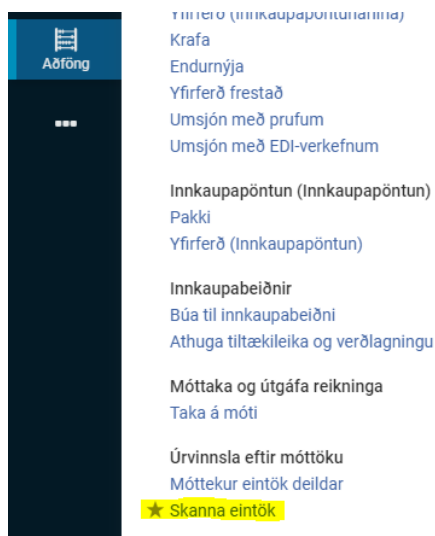 Yfirferð (Innkaupapöntunarlína)
Krafa
Aðföng
Endurnýja
Yfirferð frestað
Umsjón með prufum
Umsjón með EDI-verkefnum
Innkaupapöntun (Innkaupapöntun)
Pakki
Yfirferð (Innkaupapöntun)
Innkaupabeiðnir
Búa til innkaupabeiðni
Athuga tiltækileika og verðlagningu
Móttaka og útgáfa reikninga
Taka á móti
Úrvinnsla eftir móttöku
Móttekur eintök deildar
Skanna eintök